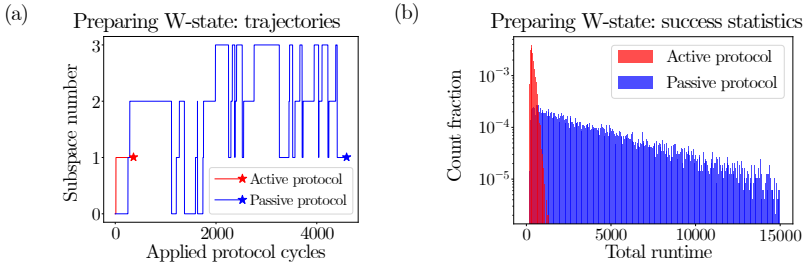 (a)
Preparing W-state: trajectories
3
2
1
0
Subspace number
0
2000
4000
Applied protocol cycles
Active protocol
Passive protocol
(b)
Preparing W-state: success statistics
10⁻³
10⁻⁴
10⁻⁵
Count fraction
0
5000
10000
15000
Total runtime
Active protocol
Passive protocol